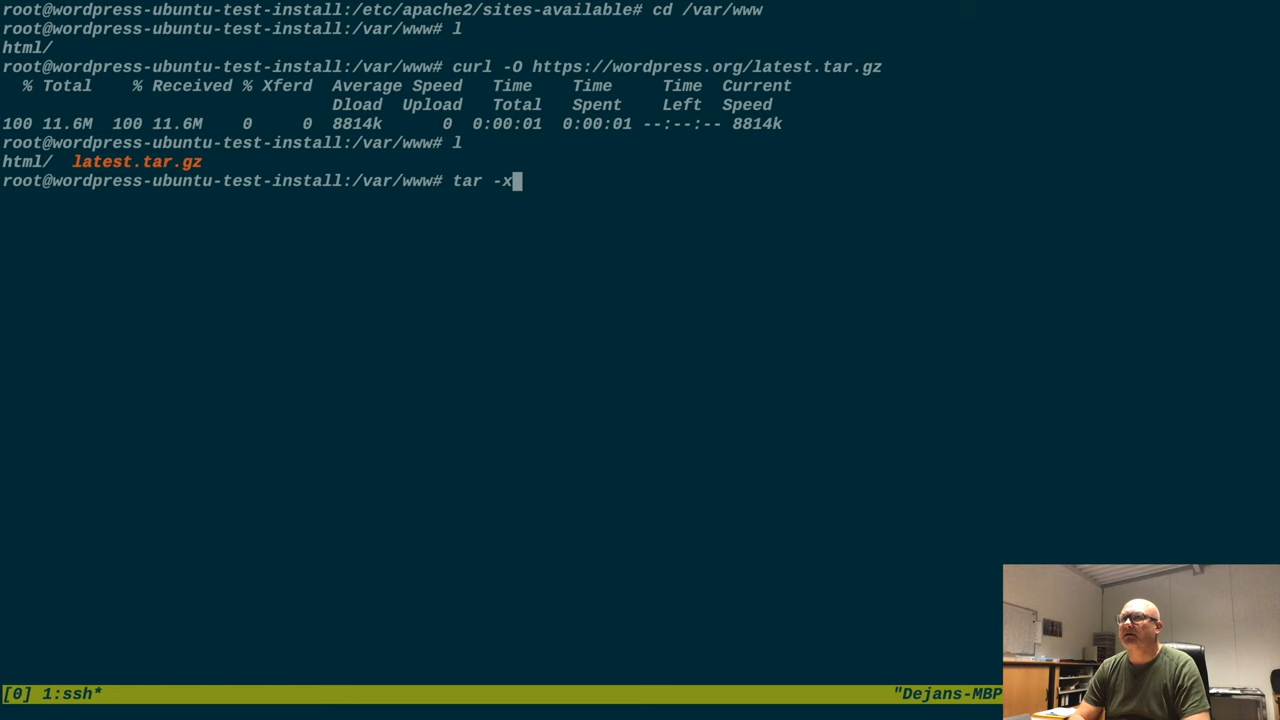 root@wordpress-ubuntu-test-install:/etc/apache2/sites-available# cd /var/www
root@wordpress-ubuntu-test-install:/var/www# l
html/
root@wordpress-ubuntu-test-install:/var/www# curl -O https://wordpress.org/latest.tar.gz
% Total % Received % Xferd Average Speed Time Time Time Current
Dload Upload Total Spent Left Speed
100 11.6M 100 11.6M 0 0 8814k 0 0:00:01 0:00:01 --:--:-- 8814k
root@wordpress-ubuntu-test-install:/var/www# l
html/ latest.tar.gz
root@wordpress-ubuntu-test-install:/var/www# tar -x
[0] 1:ssh* "Dejans-MBP